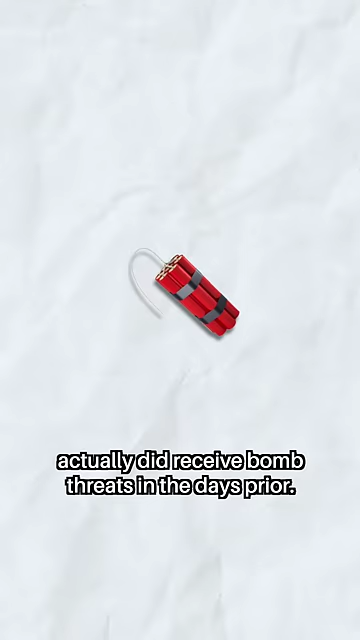 actually did receive bomb
threats in the days prior.